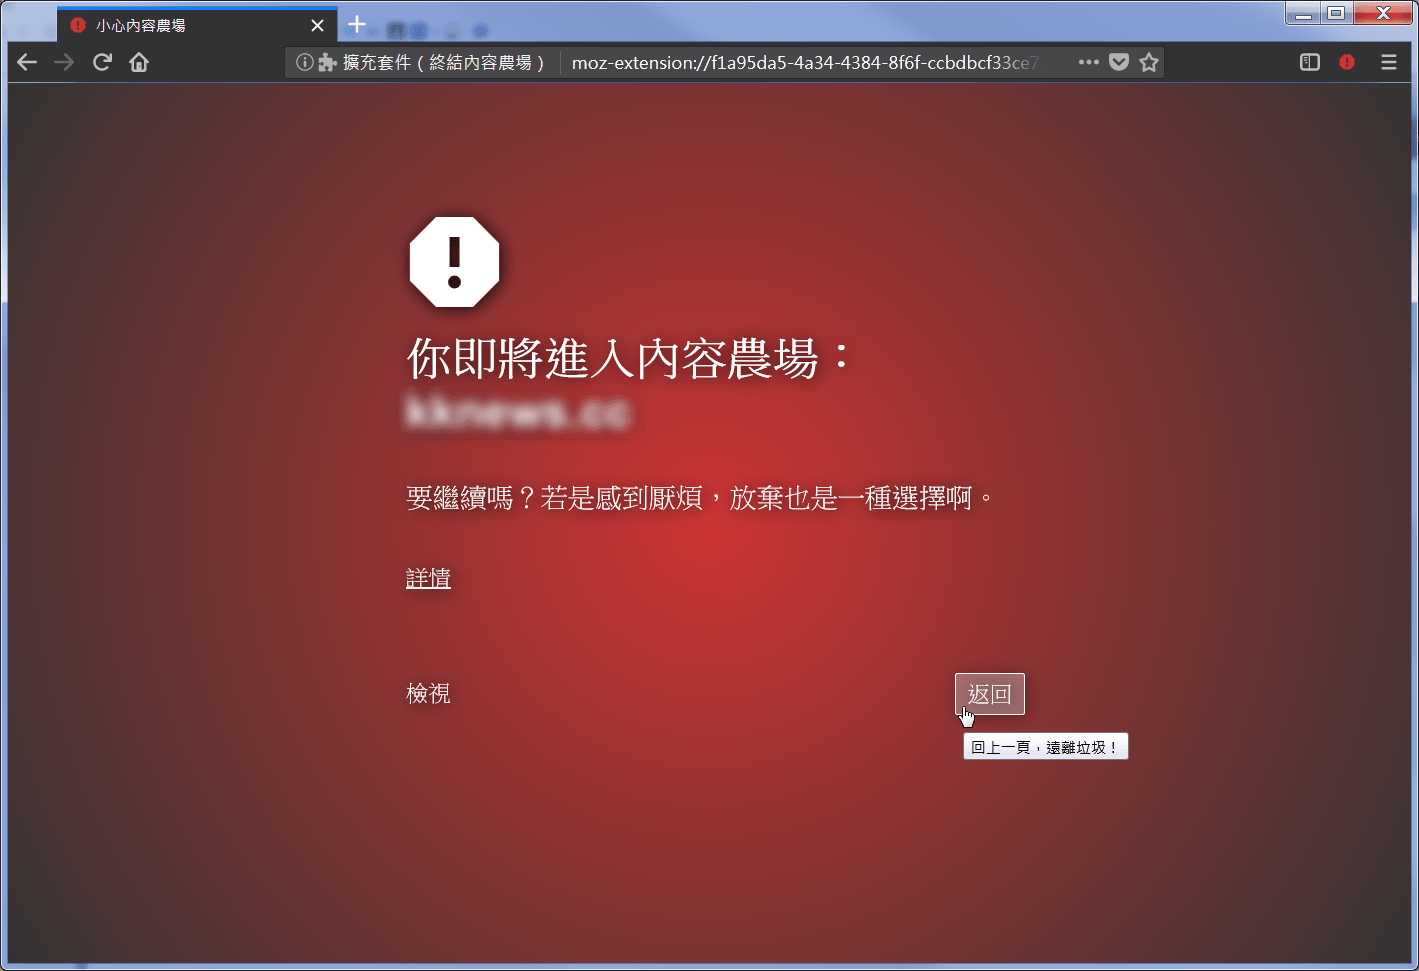 小心內容農場
擴充套件（終結內容農場）
moz-extension://f1a95da5-4a34-4384-8f6f-ccbdbcf33ce7
你即將進入內容農場：
kknews.cc
要繼續嗎？若是感到厭煩，放棄也是一種選擇啊。
詳情
檢視
返回
回上一頁，遠離垃圾！